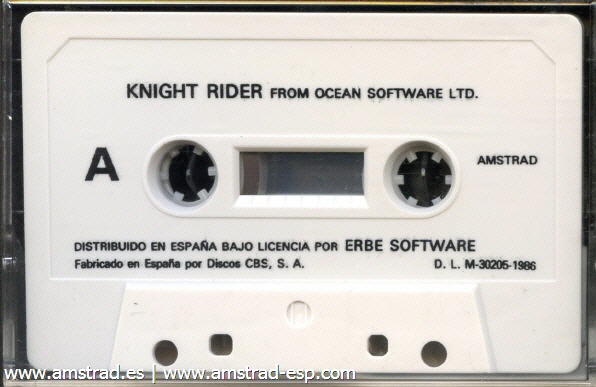 KNIGHT RIDER FROM OCEAN SOFTWARE LTD.
A
AMSTRAD
DISTRIBUIDO EN ESPAÑA BAJO LICENCIA POR ERBE SOFTWARE
Fabricado en España por Discos CBS, S. A. D. L. M-30205-1986
www.amstrad.es | www.amstrad-esp.com